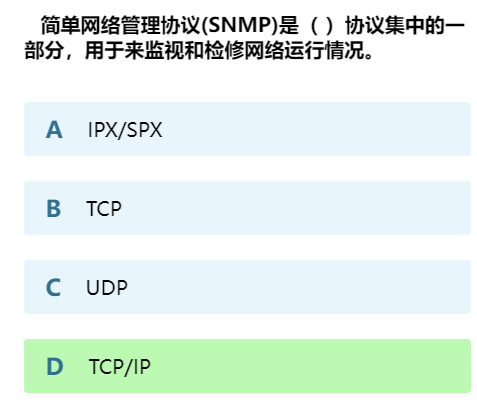 简单网络管理协议(SNMP)是（ ）协议集中的一
部分，用于来监视和检修网络运行情况。
A IPX/SPX
B TCP
C UDP
D TCP/IP